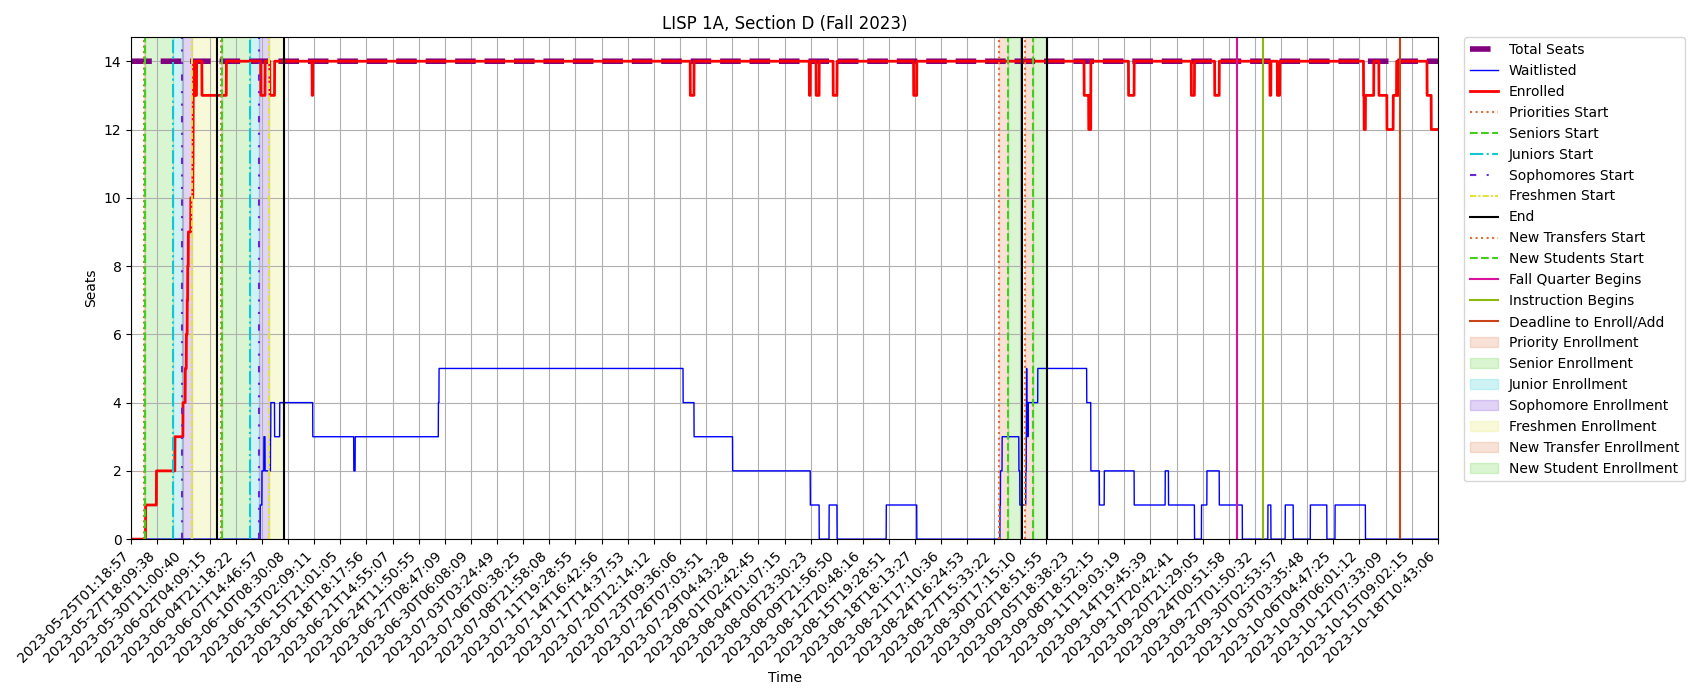 LISP 1A, Section D (Fall 2023)
Seats
14
12
10
8
6
4
2
0
2023-05-25T01:18:57
2023-05-27T18:09:38
2023-05-30T11:00:40
2023-06-02T04:09:15
2023-06-04T21:18:22
2023-06-07T14:46:57
2023-06-10T08:30:08
2023-06-13T02:09:11
2023-06-15T21:01:05
2023-06-18T18:17:56
2023-06-21T14:55:07
2023-06-24T11:50:55
2023-06-27T08:47:09
2023-06-30T06:08:09
2023-07-03T03:24:49
2023-07-06T00:38:25
2023-07-08T21:58:08
2023-07-11T19:28:55
2023-07-14T16:42:56
2023-07-17T14:37:53
2023-07-20T12:14:12
2023-07-23T09:36:06
2023-07-26T07:03:51
2023-07-29T04:43:28
2023-08-01T02:42:45
2023-08-04T01:07:15
2023-08-06T23:30:23
2023-08-09T21:56:50
2023-08-12T20:48:16
2023-08-15T19:28:51
2023-08-18T18:13:27
2023-08-21T17:10:36
2023-08-24T16:24:53
2023-08-27T15:33:22
2023-08-30T17:15:10
2023-09-02T18:51:55
2023-09-05T18:38:23
2023-09-08T18:52:15
2023-09-11T19:03:19
2023-09-14T19:45:39
2023-09-17T20:42:41
2023-09-20T21:29:05
2023-09-24T00:51:58
2023-09-27T01:50:32
2023-09-30T02:53:57
2023-10-03T03:35:48
2023-10-06T04:47:25
2023-10-09T06:01:12
2023-10-12T07:33:09
2023-10-15T09:02:15
2023-10-18T10:43:06
Time
Total Seats
Waitlisted
Enrolled
Priorities Start
Seniors Start
Juniors Start
Sophomores Start
Freshmen Start
End
New Transfers Start
New Students Start
Fall Quarter Begins
Instruction Begins
Deadline to Enroll/Add
Priority Enrollment
Senior Enrollment
Junior Enrollment
Sophomore Enrollment
Freshmen Enrollment
New Transfer Enrollment
New Student Enrollment